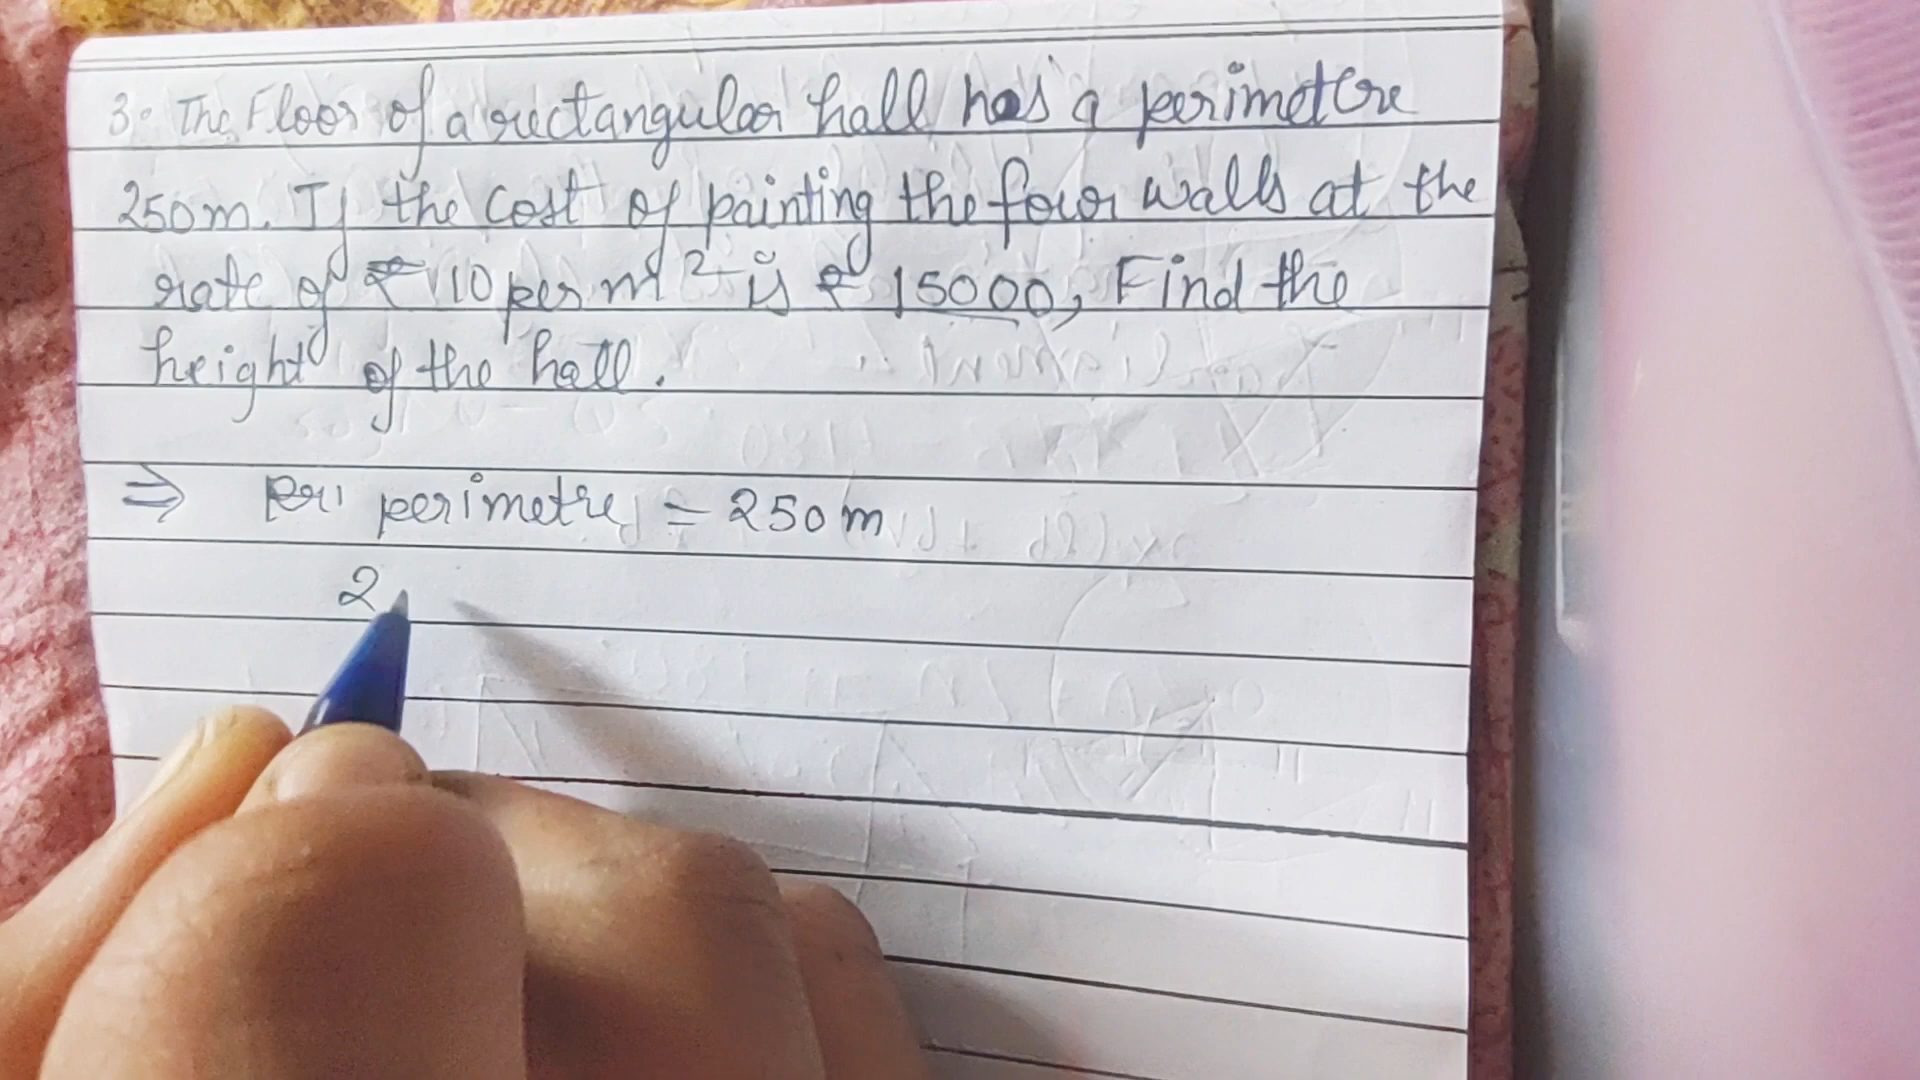 3. The Floor of a rectangular hall has a perimetre
250m. If the cost of painting the four walls at the
rate of ₹ 10 per m² is ₹ 15000, Find the
height of the hall.
⇒ Peri perimetre = 250m
2